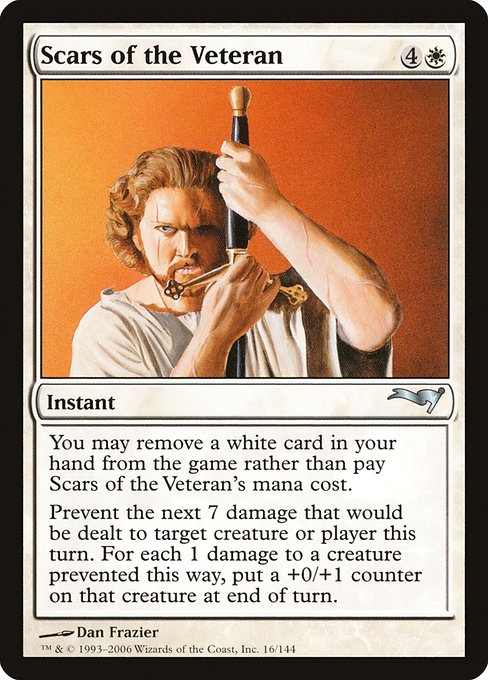 Scars of the Veteran 4
Instant
You may remove a white card in your
hand from the game rather than pay
Scars of the Veteran's mana cost.
Prevent the next 7 damage that would
be dealt to target creature or player this
turn. For each 1 damage to a creature
prevented this way, put a +0/+1 counter
on that creature at end of turn.
Dan Frazier
™ & © 1993–2006 Wizards of the Coast, Inc. 16/144